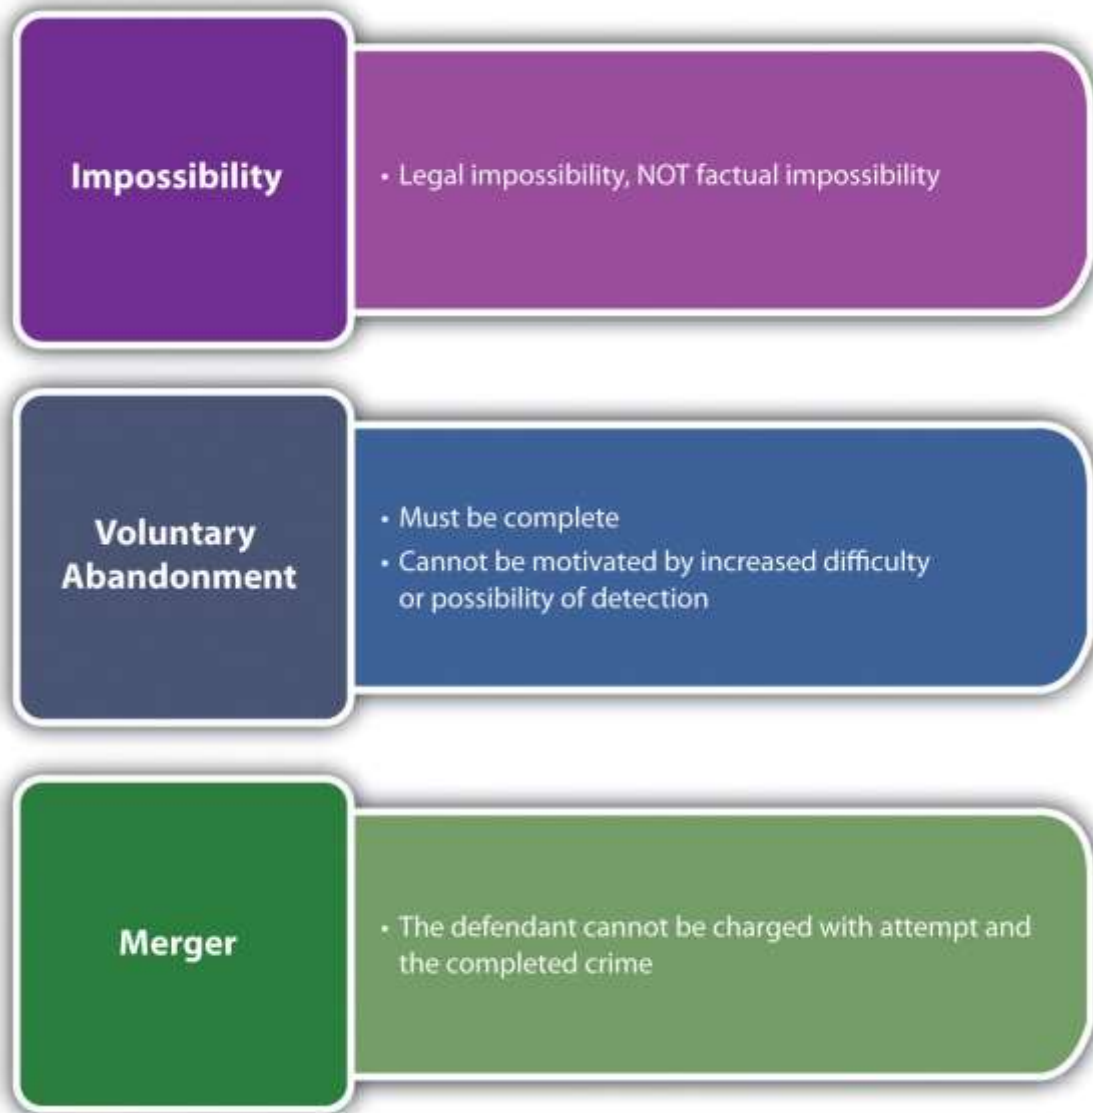 Impossibility
• Legal impossibility, NOT factual impossibility
Voluntary
Abandonment
• Must be complete
• Cannot be motivated by increased difficulty
or possibility of detection
Merger
• The defendant cannot be charged with attempt and
the completed crime